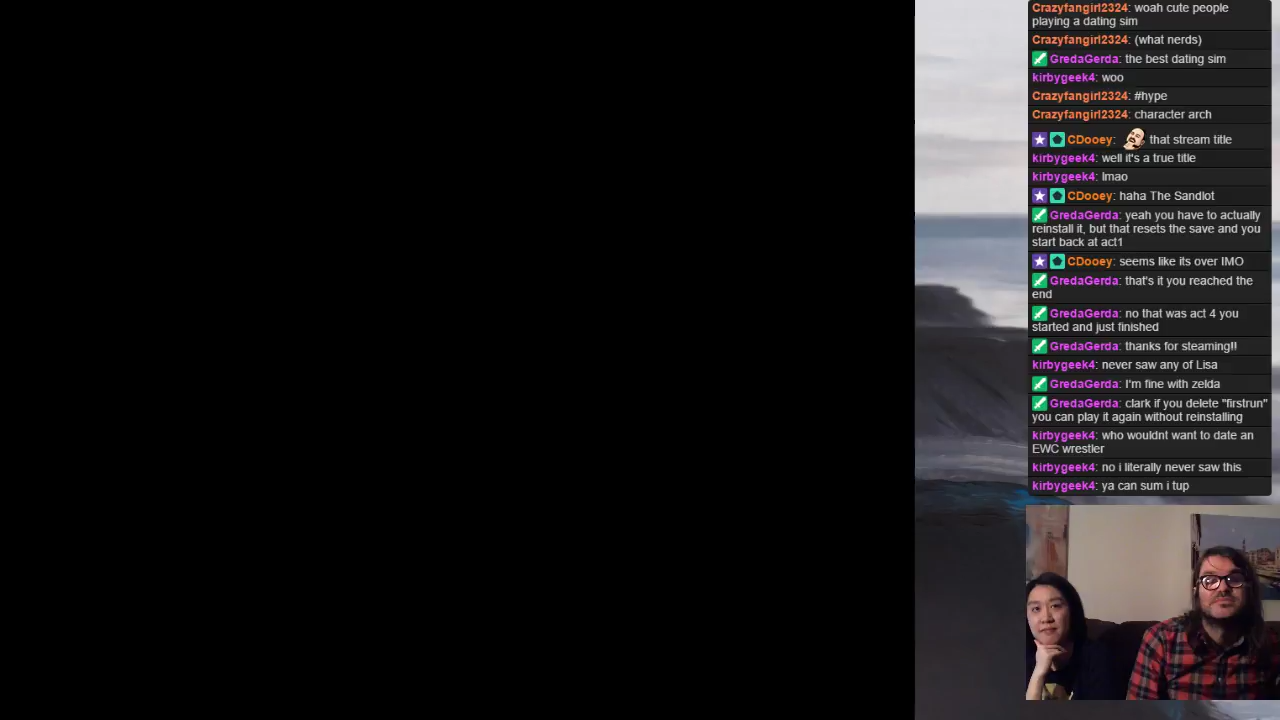 Crazyfangirl2324: woah cute people
playing a dating sim
Crazyfangirl2324: (what nerds)
GredaGerda: the best dating sim
kirbygeek4: woo
Crazyfangirl2324: #hype
Crazyfangirl2324: character arch
CDooey: that stream title
kirbygeek4: well it's a true title
kirbygeek4: lmao
CDooey: haha The Sandlot
GredaGerda: yeah you have to actually
reinstall it, but that resets the save and you
start back at act1
CDooey: seems like its over IMO
GredaGerda: that's it you reached the
end
GredaGerda: no that was act 4 you
started and just finished
GredaGerda: thanks for steaming!!
kirbygeek4: never saw any of Lisa
GredaGerda: I'm fine with zelda
GredaGerda: clark if you delete "firstrun"
you can play it again without reinstalling
kirbygeek4: who wouldnt want to date an
EWC wrestler
kirbygeek4: no i literally never saw this
kirbygeek4: ya can sum i tup